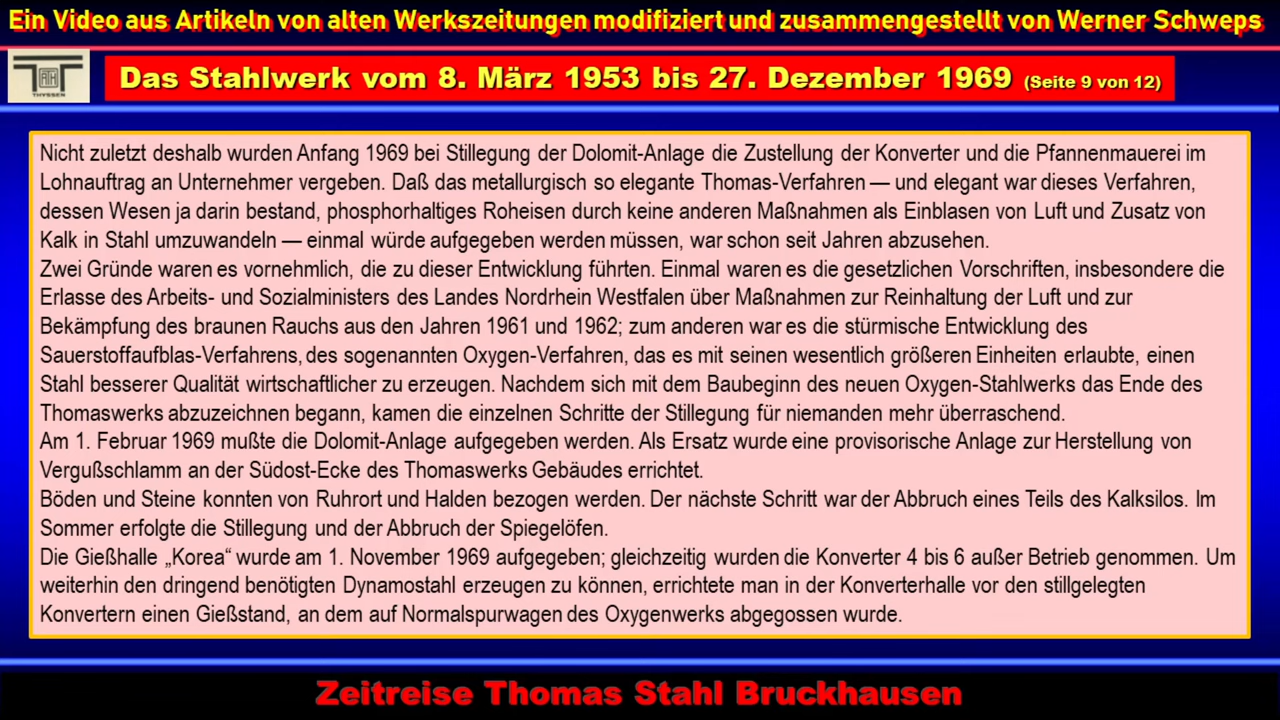 Ein Video aus Artikeln von alten Werkszeitungen modifiziert und zusammengestellt von Werner Schweps
THYSSEN
Das Stahlwerk vom 8. März 1953 bis 27. Dezember 1969 (Seite 9 von 12)
Nicht zuletzt deshalb wurden Anfang 1969 bei Stillegung der Dolomit-Anlage die Zustellung der Konverter und die Pfannenmauerei im
Lohnauftrag an Unternehmer vergeben. Daß das metallurgisch so elegante Thomas-Verfahren — und elegant war dieses Verfahren,
dessen Wesen ja darin bestand, phosphorhaltiges Roheisen durch keine anderen Maßnahmen als Einblasen von Luft und Zusatz von
Kalk in Stahl umzuwandeln — einmal würde aufgegeben werden müssen, war schon seit Jahren abzusehen.
Zwei Gründe waren es vornehmlich, die zu dieser Entwicklung führten. Einmal waren es die gesetzlichen Vorschriften, insbesondere die
Erlasse des Arbeits- und Sozialministers des Landes Nordrhein Westfalen über Maßnahmen zur Reinhaltung der Luft und zur
Bekämpfung des braunen Rauchs aus den Jahren 1961 und 1962; zum anderen war es die stürmische Entwicklung des
Sauerstoffaufblas-Verfahrens, des sogenannten Oxygen-Verfahren, das es mit seinen wesentlich größeren Einheiten erlaubte, einen
Stahl besserer Qualität wirtschaftlicher zu erzeugen. Nachdem sich mit dem Baubeginn des neuen Oxygen-Stahlwerks das Ende des
Thomaswerks abzuzeichnen begann, kamen die einzelnen Schritte der Stillegung für niemanden mehr überraschend.
Am 1. Februar 1969 mußte die Dolomit-Anlage aufgegeben werden. Als Ersatz wurde eine provisorische Anlage zur Herstellung von
Vergußschlamm an der Südost-Ecke des Thomaswerks Gebäudes errichtet.
Böden und Steine konnten von Ruhrort und Halden bezogen werden. Der nächste Schritt war der Abbruch eines Teils des Kalksilos. Im
Sommer erfolgte die Stillegung und der Abbruch der Spiegelöfen.
Die Gießhalle „Korea“ wurde am 1. November 1969 aufgegeben; gleichzeitig wurden die Konverter 4 bis 6 außer Betrieb genommen. Um
weiterhin den dringend benötigten Dynamostahl erzeugen zu können, errichtete man in der Konverterhalle vor den stillgelegten
Konvertern einen Gießstand, an dem auf Normalspurwagen des Oxygenwerks abgegossen wurde.
Zeitreise Thomas Stahl Bruckhausen